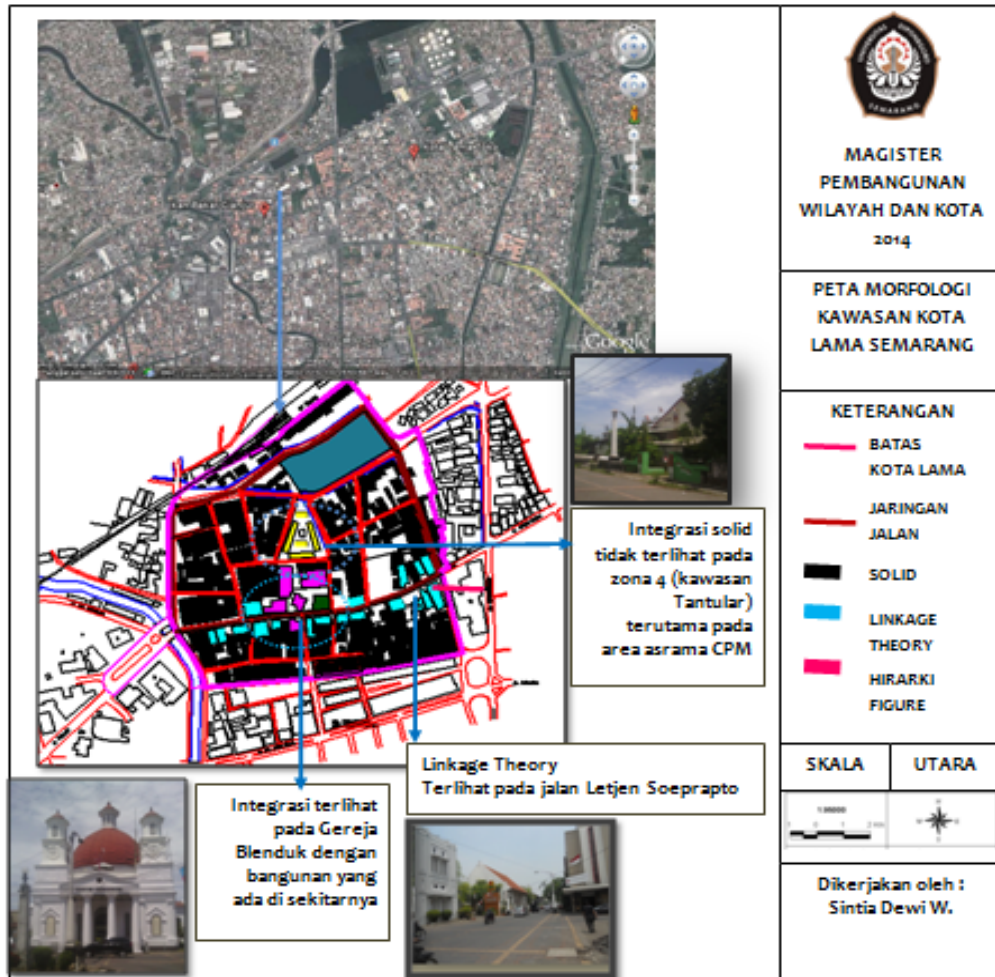 MAGISTER
PEMBANGUNAN
WILAYAH DAN KOTA
2014
PETA MORFOLOGI
KAWASAN KOTA
LAMA SEMARANG
KETERANGAN
BATAS
KOTA LAMA
JARINGAN
JALAN
SOLID
LINKAGE
THEORY
HIRARKI
FIGURE
SKALA
UTARA
Dikerjakan oleh :
Sintia Dewi W.
Google
Integrasi solid
tidak terlihat pada
zona 4 (kawasan
Tantular)
terutama pada
area asrama CPM
Linkage Theory
Terlihat pada jalan Letjen Soeprapto
Integrasi terlihat
pada Gereja
Blenduk dengan
bangunan yang
ada di sekitarnya
SEMARANG